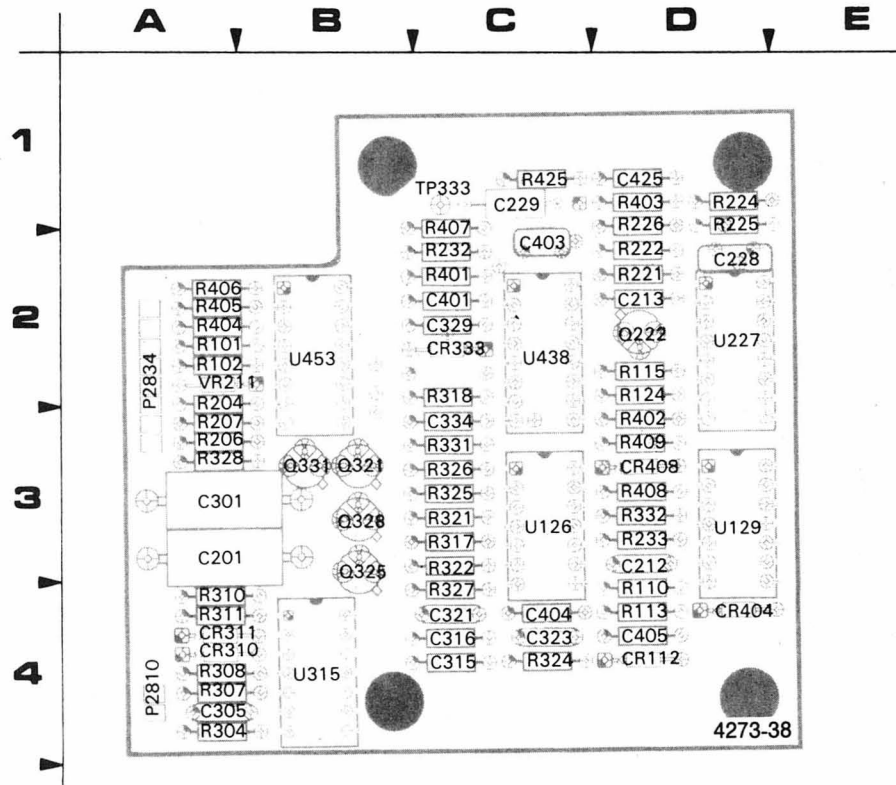 A B C D E
1
R425 C425
TP333 C229 R403 R224
R407 R226 R225
R232 C403 R222 C228
R401 R221
R406 C401 C213
R405
R404 C329 Q222
R101 CR333
R102 U453 U438 R115 U227
VR211
R204 R318 R124
2
P2834
R207 C334 R402
R206 R331 R409
R328 Q331 Q321 R326 CR408
C301 R325 R408
3
Q328 R321 U126 R332 U129
R317 R233
C201 Q325 R322 C212
R310 R327 R110
R311 C321 C404 R113 CR404
CR311 C316 C323 C405
CR310 C315 R324 CR112
4
R308 U315
R307
P2810
C305
R304
4273-38